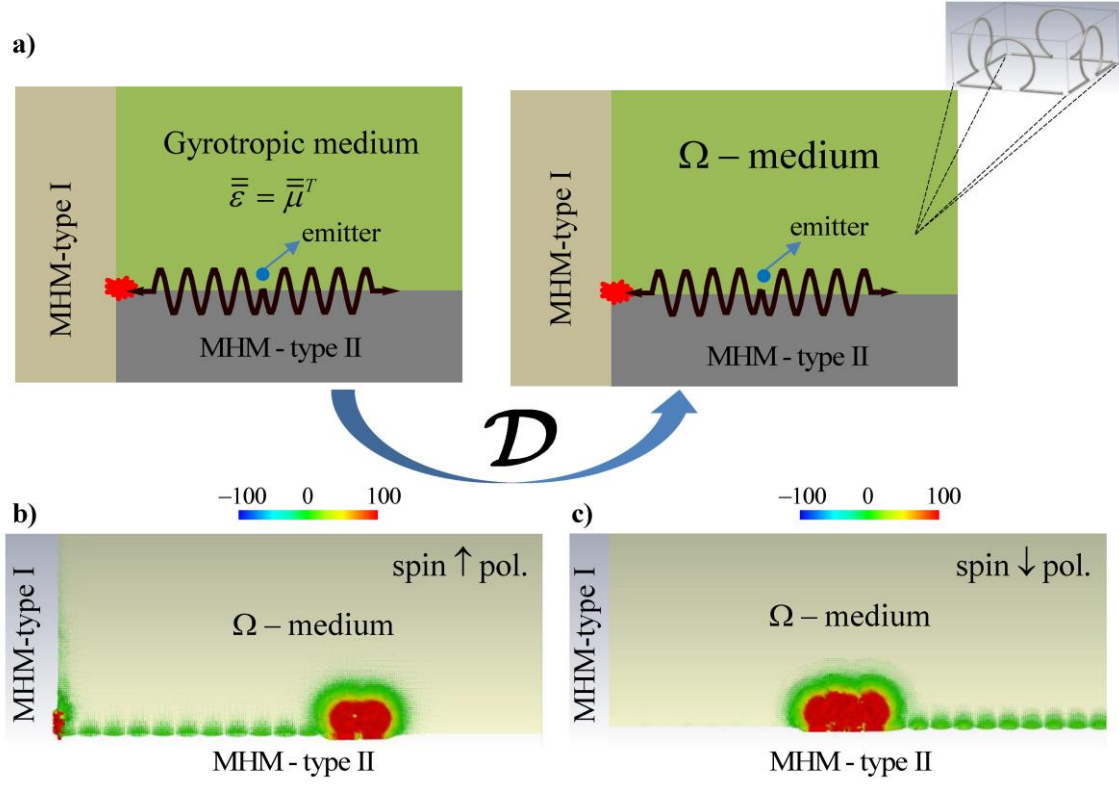 a)
MHM-type I
Gyrotropic medium
ε̿ = μ̿ᵀ
emitter
MHM - type II
MHM-type I
Ω – medium
emitter
MHM - type II
𝒟
b)
–100 0 100
MHM-type I
spin ↑ pol.
Ω – medium
MHM - type II
c)
–100 0 100
MHM-type I
spin ↓ pol.
Ω – medium
MHM - type II